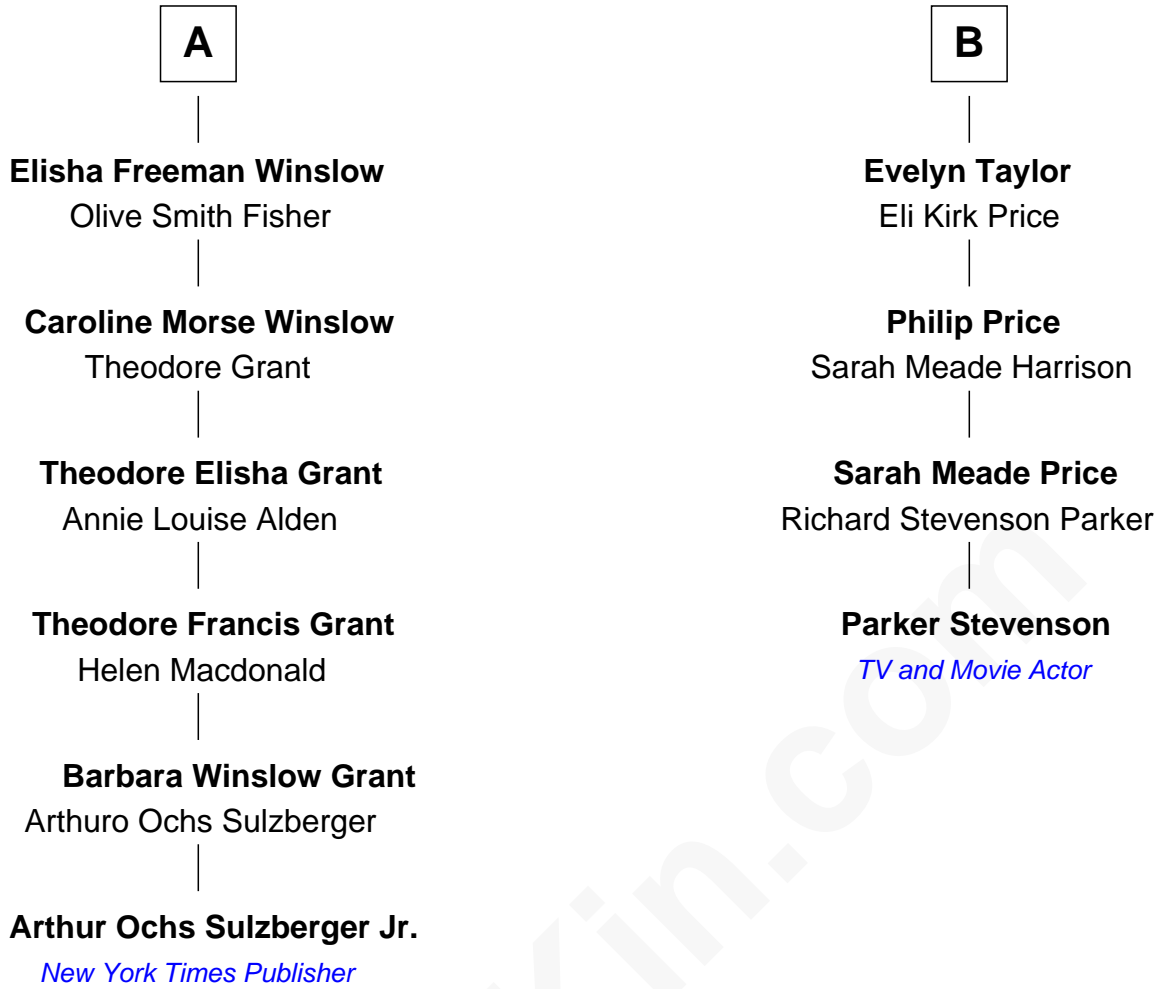 A
Elisha Freeman Winslow
Olive Smith Fisher
Caroline Morse Winslow
Theodore Grant
Theodore Elisha Grant
Annie Louise Alden
Theodore Francis Grant
Helen Macdonald
Barbara Winslow Grant
Arthuro Ochs Sulzberger
Arthur Ochs Sulzberger Jr.
New York Times Publisher
B
Evelyn Taylor
Eli Kirk Price
Philip Price
Sarah Meade Harrison
Sarah Meade Price
Richard Stevenson Parker
Parker Stevenson
TV and Movie Actor
Kin.com